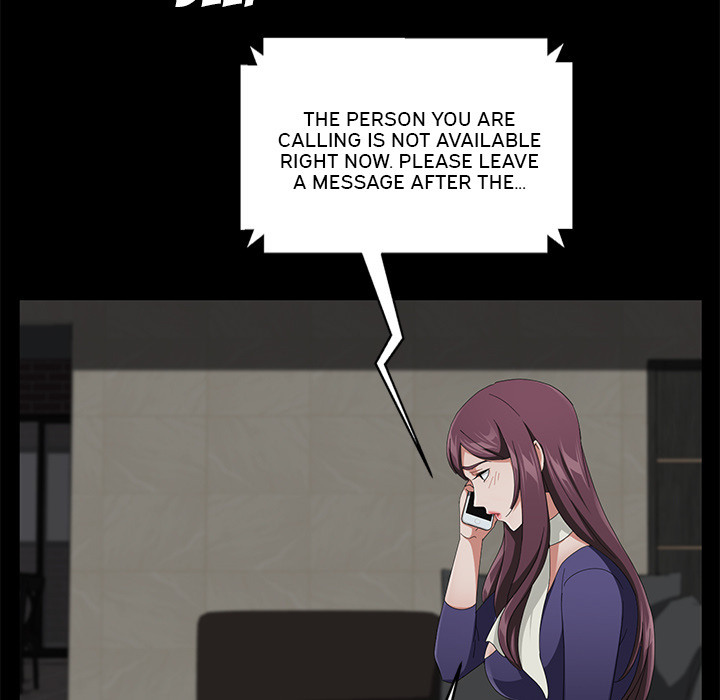 THE PERSON YOU ARE
CALLING IS NOT AVAILABLE
RIGHT NOW. PLEASE LEAVE
A MESSAGE AFTER THE...